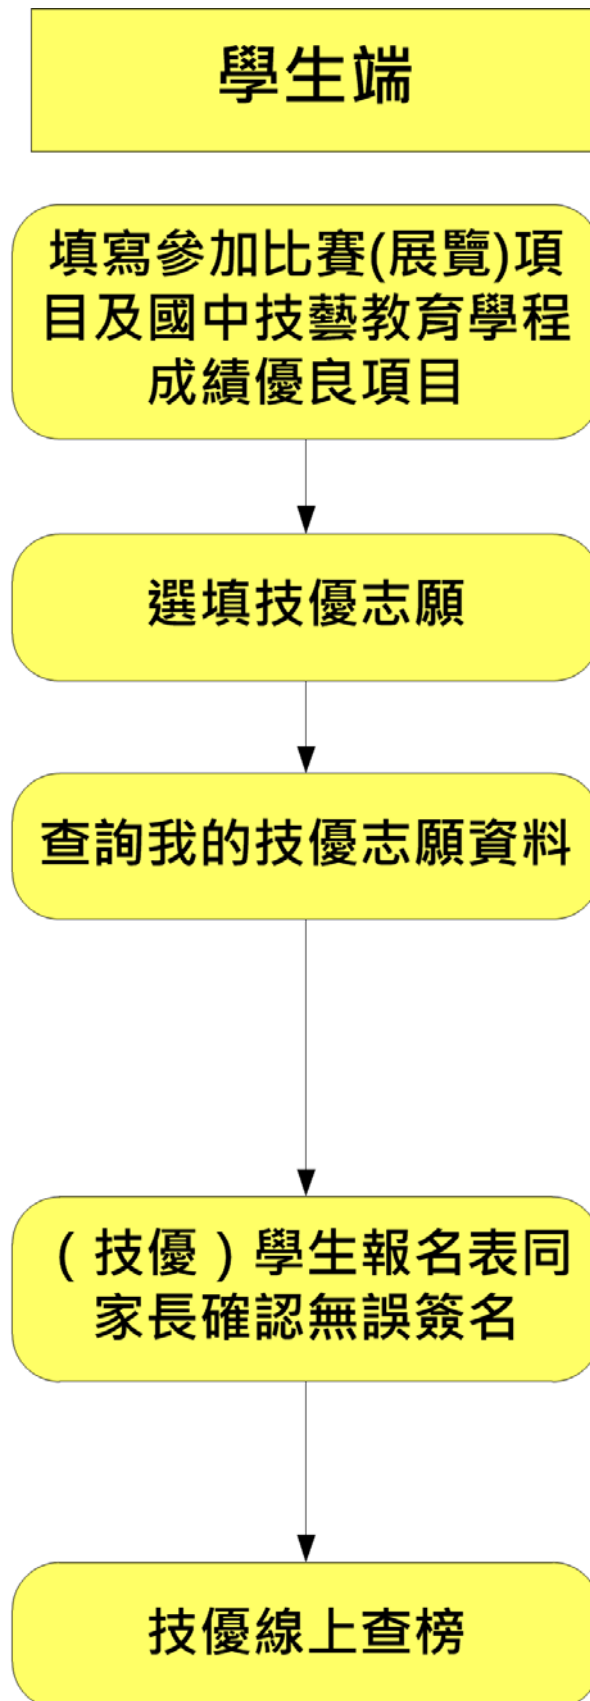 學生端
填寫參加比賽(展覽)項
目及國中技藝教育學程
成績優良項目
選填技優志願
查詢我的技優志願資料
（技優）學生報名表同
家長確認無誤簽名
技優線上查榜